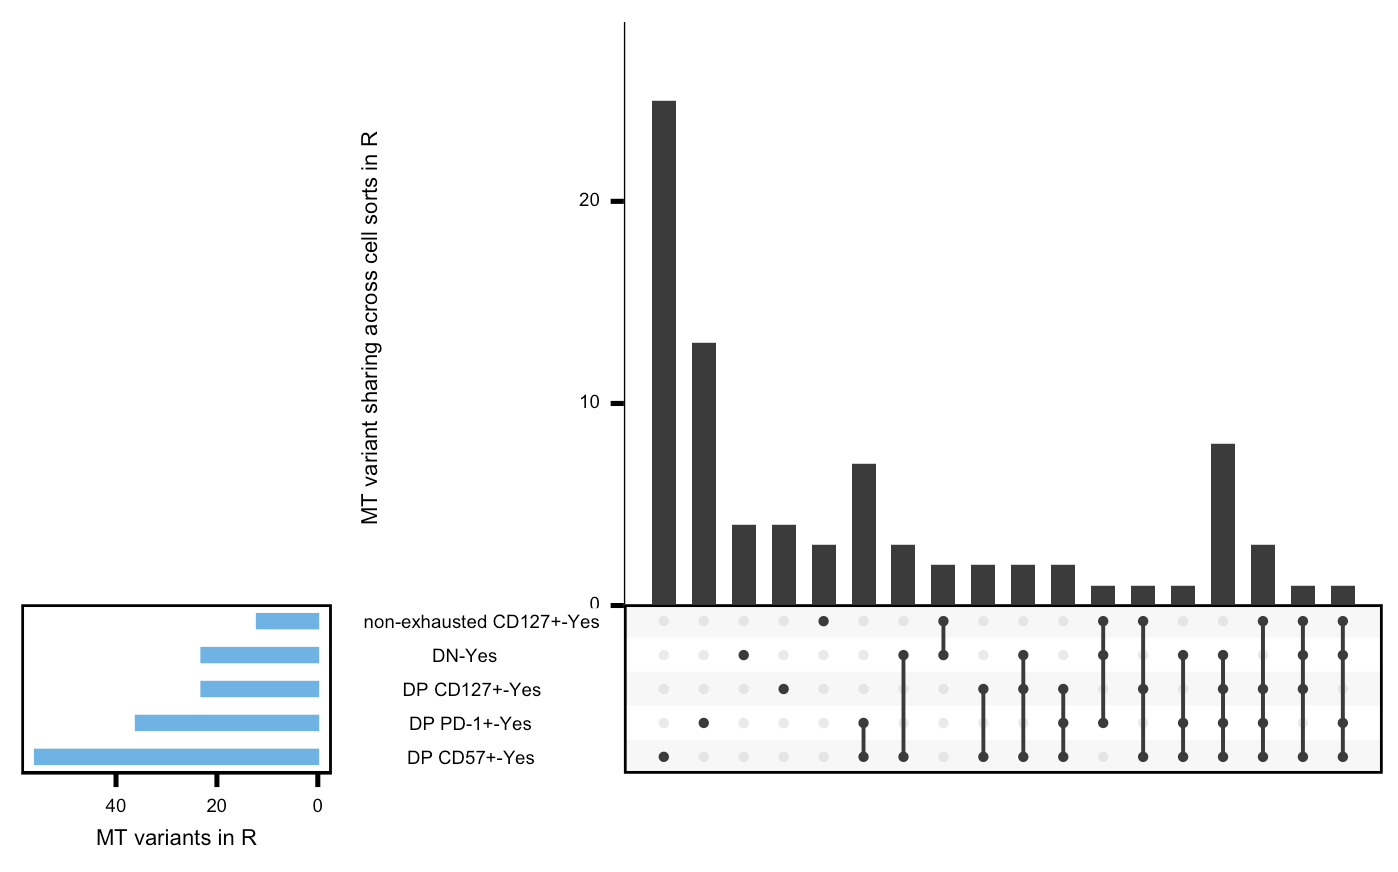 MT variant sharing across cell sorts in R
20
10
0
non-exhausted CD127+-Yes
DN-Yes
DP CD127+-Yes
DP PD-1+-Yes
DP CD57+-Yes
40 20 0
MT variants in R